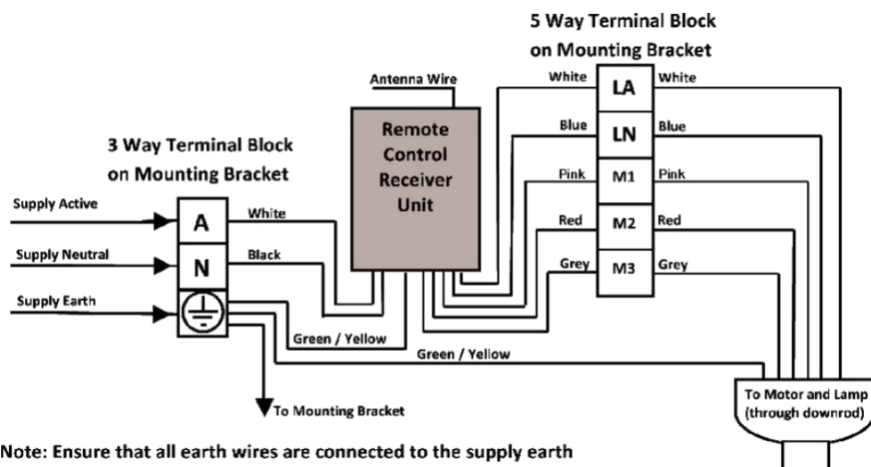 5 Way Terminal Block
on Mounting Bracket
White
LA
White
Antenna Wire
Remote
Control
Receiver
Unit
Blue
LN
Blue
3 Way Terminal Block
on Mounting Bracket
Pink
M1
Pink
Supply Active
A
White
Red
M2
Red
Supply Neutral
N
Black
Grey
M3
Grey
Supply Earth
Green / Yellow
Green / Yellow
To Mounting Bracket
To Motor and Lamp
(through downrod)
Note: Ensure that all earth wires are connected to the supply earth